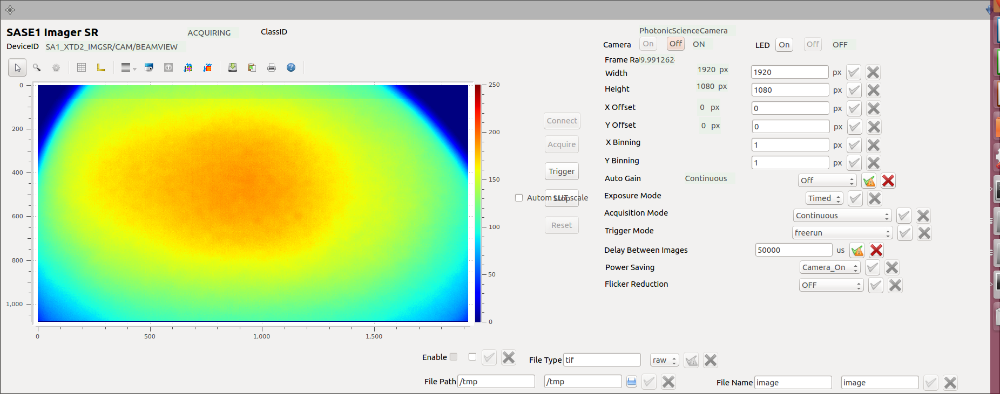 SASE1 Imager SR ACQUIRING ClassID PhotonicScienceCamera
DeviceID SA1_XTD2_IMGSR/CAM/BEAMVIEW Camera On Off ON LED On Off OFF
Frame Ra 9.991262
Width 1920 px 1920 px
Height 1080 px 1080 px
X Offset 0 px 0 px
Y Offset 0 px 0 px
X Binning 1 px
Y Binning 1 px
Auto Gain Continuous Off
Exposure Mode Timed
Acquisition Mode Continuous
Trigger Mode freerun
Delay Between Images 50000 us
Power Saving Camera_On
Flicker Reduction OFF
Connect
Acquire
Trigger
Autom LUT scale Stop
Reset
0
200
400
600
800
1,000
0 500 1,000 1,500
250
200
150
100
50
0
Enable File Type tif raw
File Path /tmp /tmp File Name image image